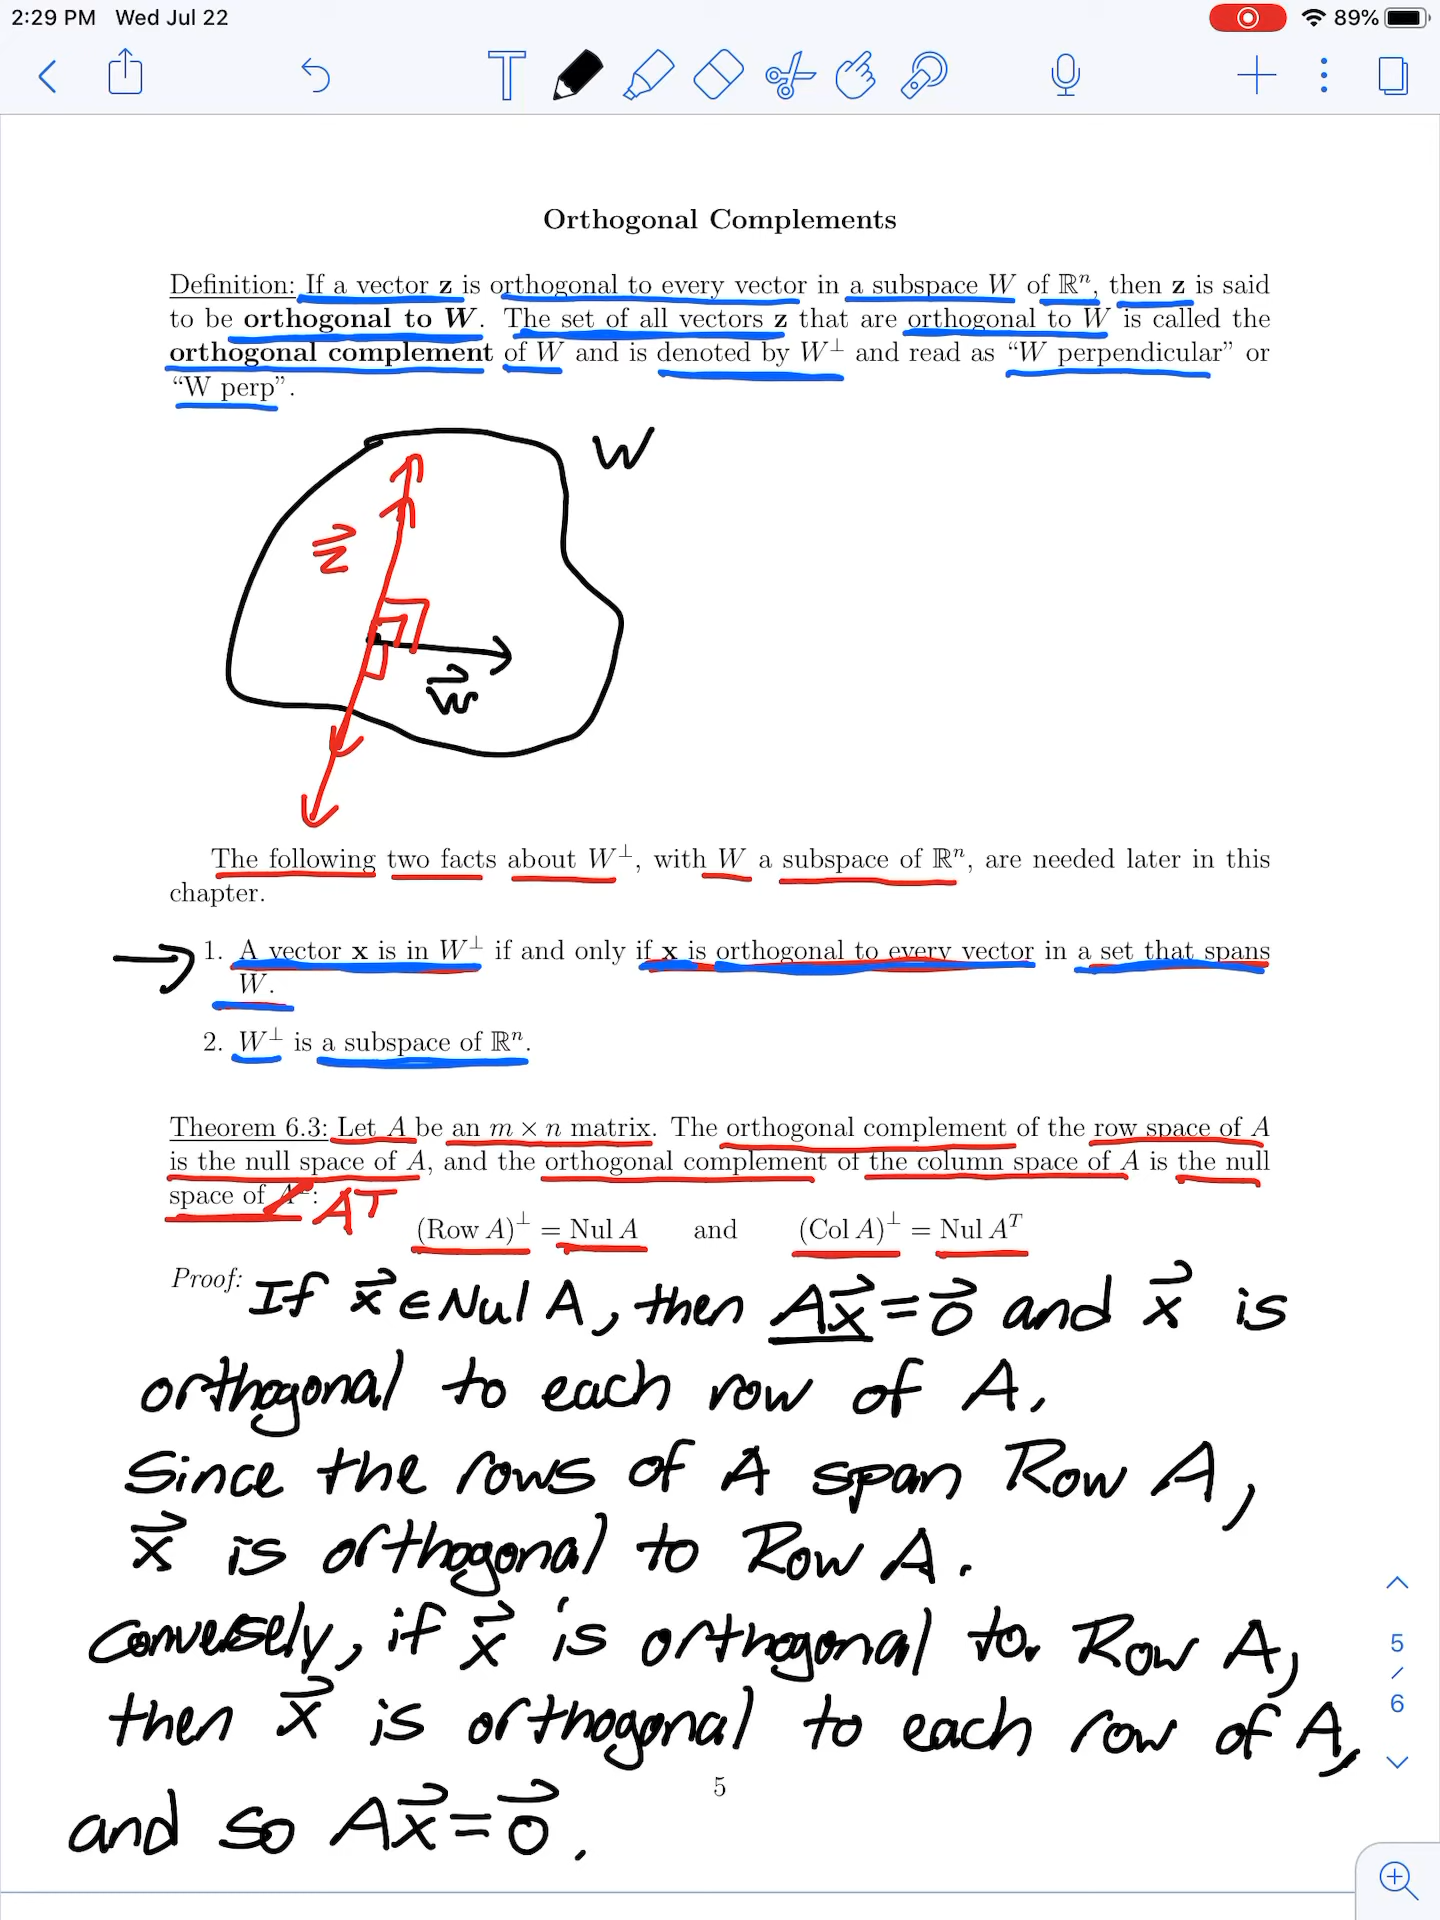 2:29 PM Wed Jul 22
89%
Orthogonal Complements
Definition: If a vector z is orthogonal to every vector in a subspace W of ℝⁿ, then z is said
to be orthogonal to W. The set of all vectors z that are orthogonal to W is called the
orthogonal complement of W and is denoted by W⊥ and read as “W perpendicular” or
“W perp”.
W
z⃗
w⃗
The following two facts about W⊥, with W a subspace of ℝⁿ, are needed later in this
chapter.
1. A vector x is in W⊥ if and only if x is orthogonal to every vector in a set that spans
W.
2. W⊥ is a subspace of ℝⁿ.
Theorem 6.3: Let A be an m × n matrix. The orthogonal complement of the row space of A
is the null space of A, and the orthogonal complement of the column space of A is the null
space of :
Aᵀ
(Row A)⊥ = Nul A and (Col A)⊥ = Nul Aᵀ
Proof: If x⃗ ∈ Nul A, then Ax⃗ = 0⃗ and x⃗ is
orthogonal to each row of A.
Since the rows of A span Row A,
x⃗ is orthogonal to Row A.
Conversely, if x⃗ is orthogonal to Row A,
then x⃗ is orthogonal to each row of A,
and so Ax⃗ = 0⃗.
5
5
/
6